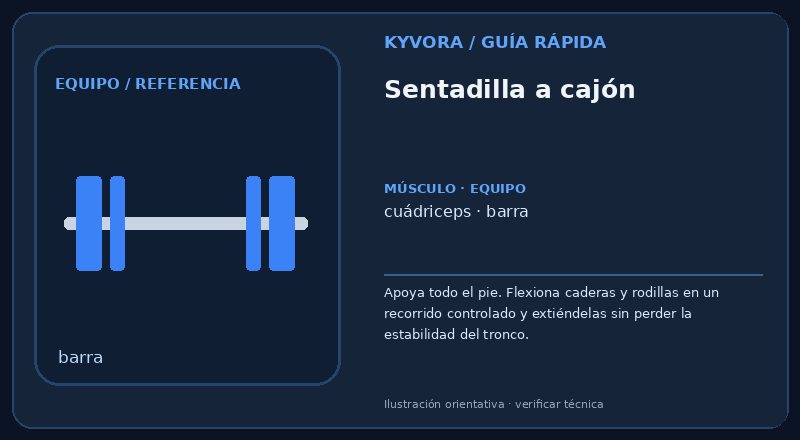 EQUIPO / REFERENCIA
barra
KYVORA / GUÍA RÁPIDA
Sentadilla a cajón
MÚSCULO · EQUIPO
cuádriceps · barra
Apoya todo el pie. Flexiona caderas y rodillas en un
recorrido controlado y extiéndelas sin perder la
estabilidad del tronco.
Ilustración orientativa · verificar técnica